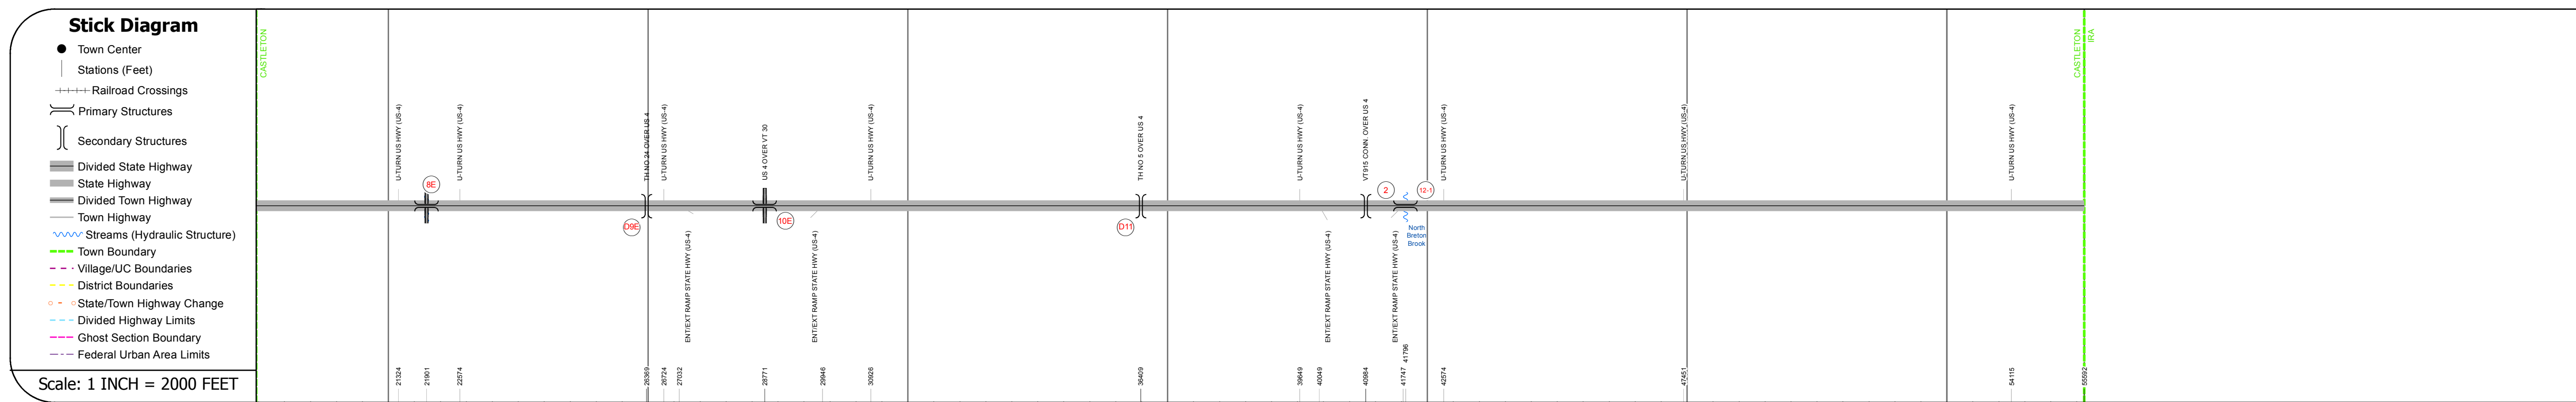 Stick Diagram
Town Center
Stations (Feet)
Railroad Crossings
Primary Structures
Secondary Structures
Divided State Highway
State Highway
Divided Town Highway
Town Highway
Streams (Hydraulic Structure)
Town Boundary
Village/UC Boundaries
District Boundaries
State/Town Highway Change
Divided Highway Limits
Ghost Section Boundary
Federal Urban Area Limits
Scale: 1 INCH = 2000 FEET
CASTLETON
CASTLETON
IRA
U-TURN US HWY (US-4)
U-TURN US HWY (US-4)
TH NO 24 OVER US 4
U-TURN US HWY (US-4)
US 4 OVER VT 30
U-TURN US HWY (US-4)
TH NO 5 OVER US 4
U-TURN US HWY (US-4)
VT915 CONN. OVER US 4
U-TURN US HWY (US-4)
U-TURN US HWY (US-4)
U-TURN US HWY (US-4)
8E
D9E
10E
D11
2
12-1
North
Breton
Brook
ENT/EXT RAMP STATE HWY (US-4)
ENT/EXT RAMP STATE HWY (US-4)
ENT/EXT RAMP STATE HWY (US-4)
ENT/EXT RAMP STATE HWY (US-4)
21324
21901
22574
26369
26724
27032
28771
29946
30926
36409
39649
40049
40984
41747
41796
42574
47451
54115
55592